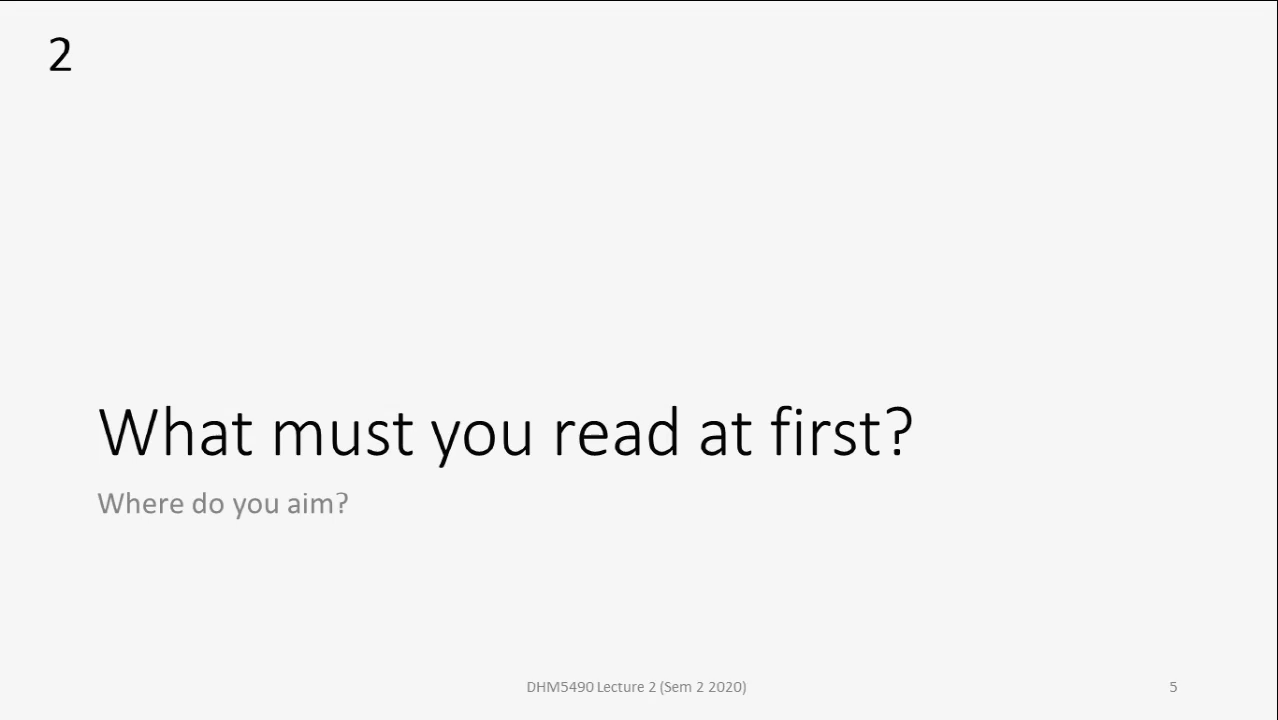 2
What must you read at first?
Where do you aim?
DHM5490 Lecture 2 (Sem 2 2020)
5